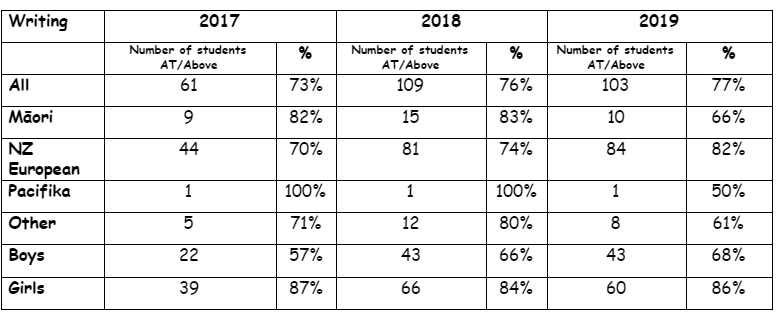 Writing 2017 2018 2019
Number of students AT/Above % Number of students AT/Above % Number of students AT/Above %
All 61 73% 109 76% 103 77%
Māori 9 82% 15 83% 10 66%
NZ European 44 70% 81 74% 84 82%
Pacifika 1 100% 1 100% 1 50%
Other 5 71% 12 80% 8 61%
Boys 22 57% 43 66% 43 68%
Girls 39 87% 66 84% 60 86%